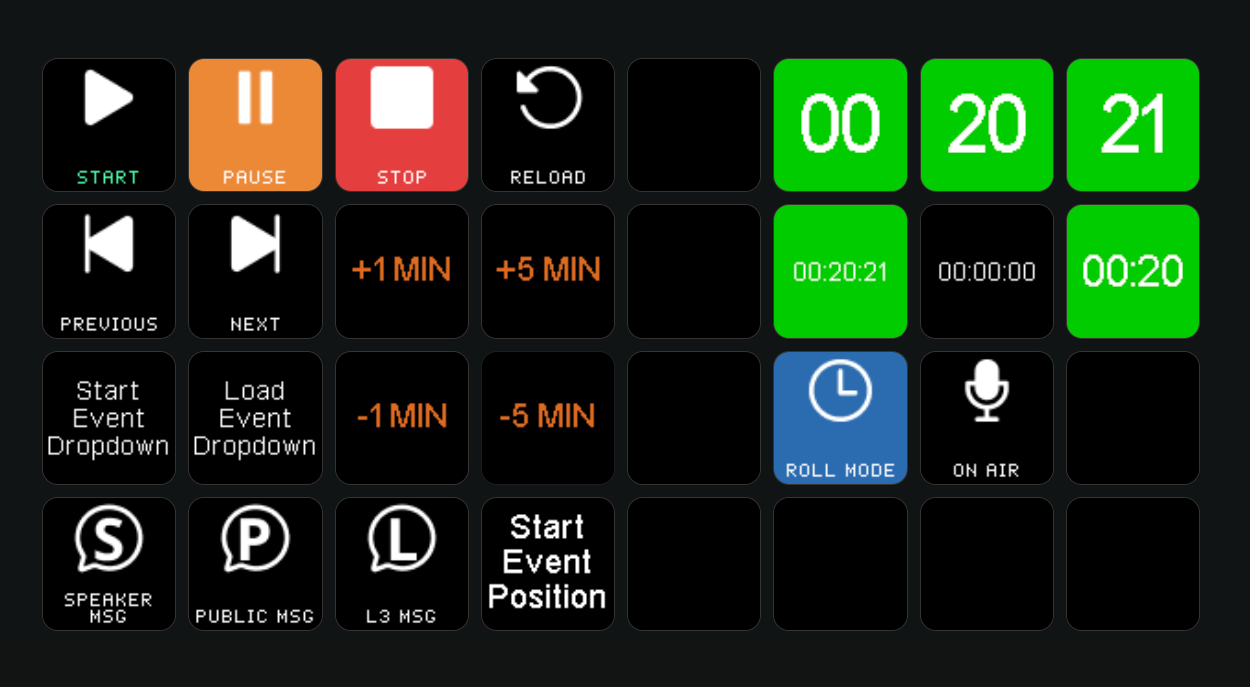 START
PAUSE
STOP
RELOAD
00
20
21
PREVIOUS
NEXT
+1 MIN
+5 MIN
00:20:21
00:00:00
00:20
Start
Event
Dropdown
Load
Event
Dropdown
-1 MIN
-5 MIN
ROLL MODE
ON AIR
S
SPEAKER
MSG
P
PUBLIC MSG
L
L3 MSG
Start
Event
Position